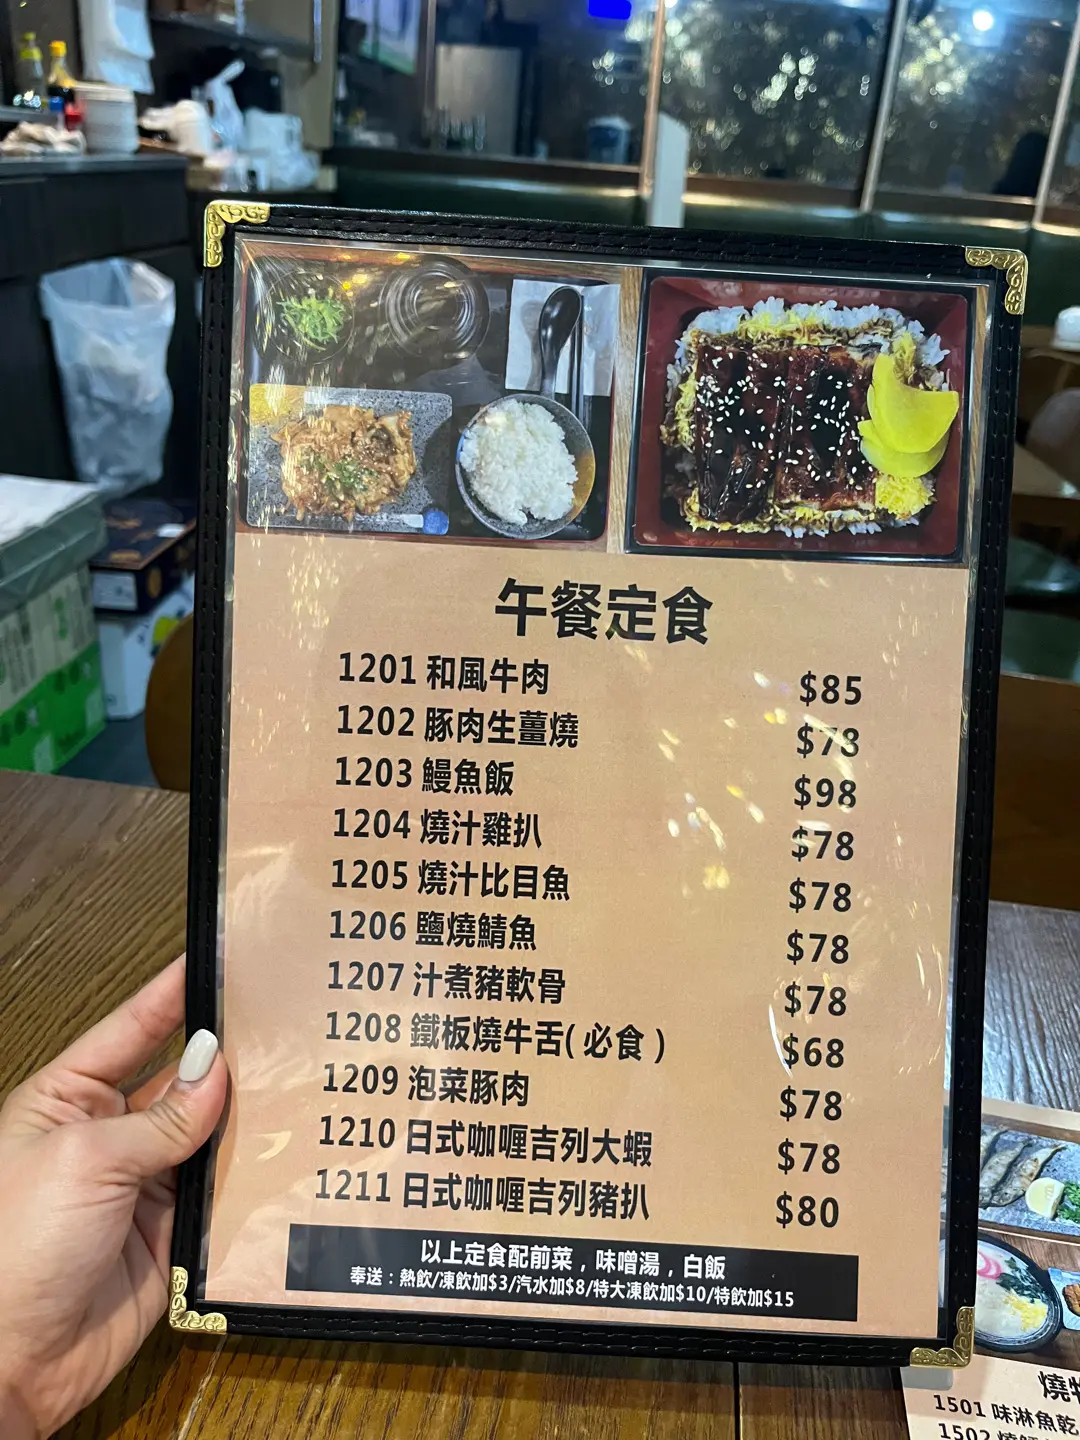 午餐定食
1201 和風牛肉 $85
1202 豚肉生薑燒 $78
1203 鰻魚飯 $98
1204 燒汁雞扒 $78
1205 燒汁比目魚 $78
1206 鹽燒鯖魚 $78
1207 汁煮豬軟骨 $78
1208 鐵板燒牛舌( 必食 ) $68
1209 泡菜豚肉 $78
1210 日式咖喱吉列大蝦 $78
1211 日式咖喱吉列豬扒 $80
以上定食配前菜，味噌湯，白飯
奉送：熱飲/凍飲加$3/汽水加$8/特大凍飲加$10/特飲加$15
燒
1501 味淋魚乾
1502 燒